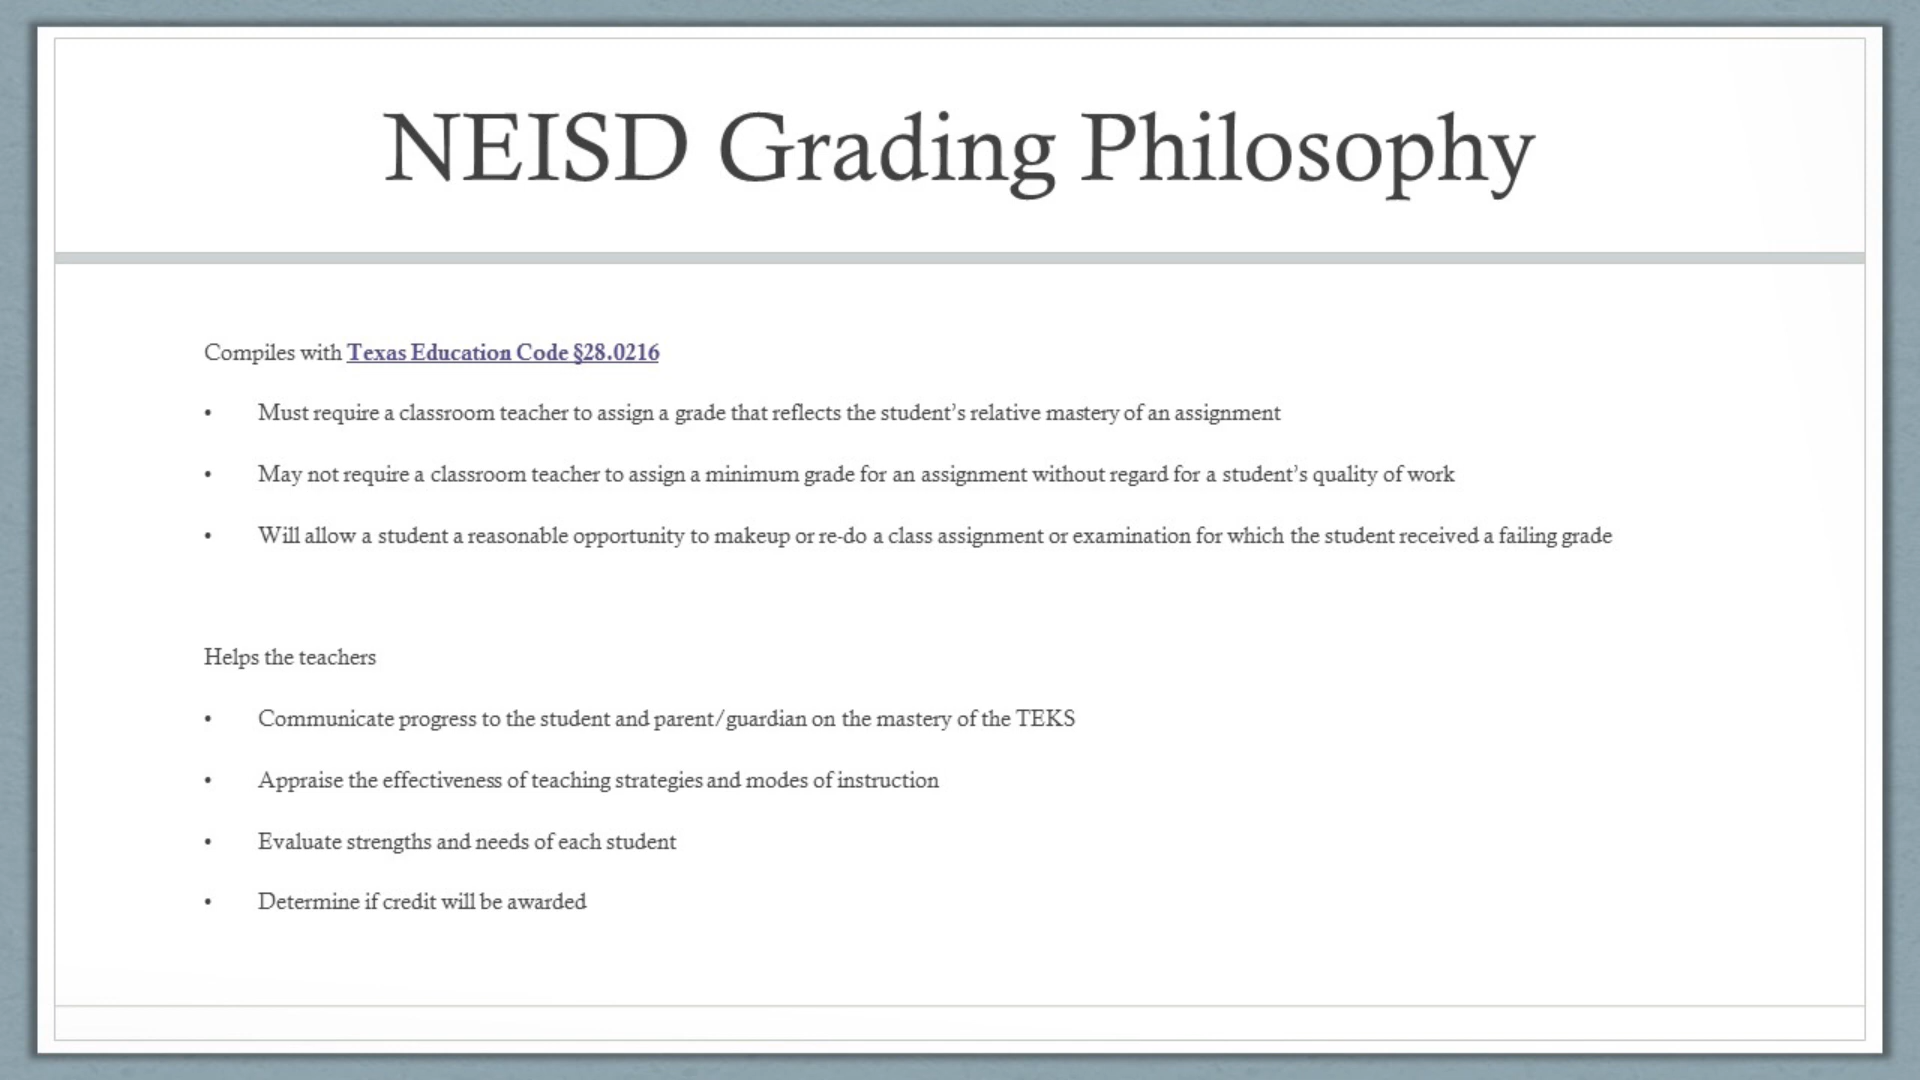 NEISD Grading Philosophy
Compiles with Texas Education Code §28.0216
• Must require a classroom teacher to assign a grade that reflects the student’s relative mastery of an assignment
• May not require a classroom teacher to assign a minimum grade for an assignment without regard for a student’s quality of work
• Will allow a student a reasonable opportunity to makeup or re-do a class assignment or examination for which the student received a failing grade
Helps the teachers
• Communicate progress to the student and parent/guardian on the mastery of the TEKS
• Appraise the effectiveness of teaching strategies and modes of instruction
• Evaluate strengths and needs of each student
• Determine if credit will be awarded